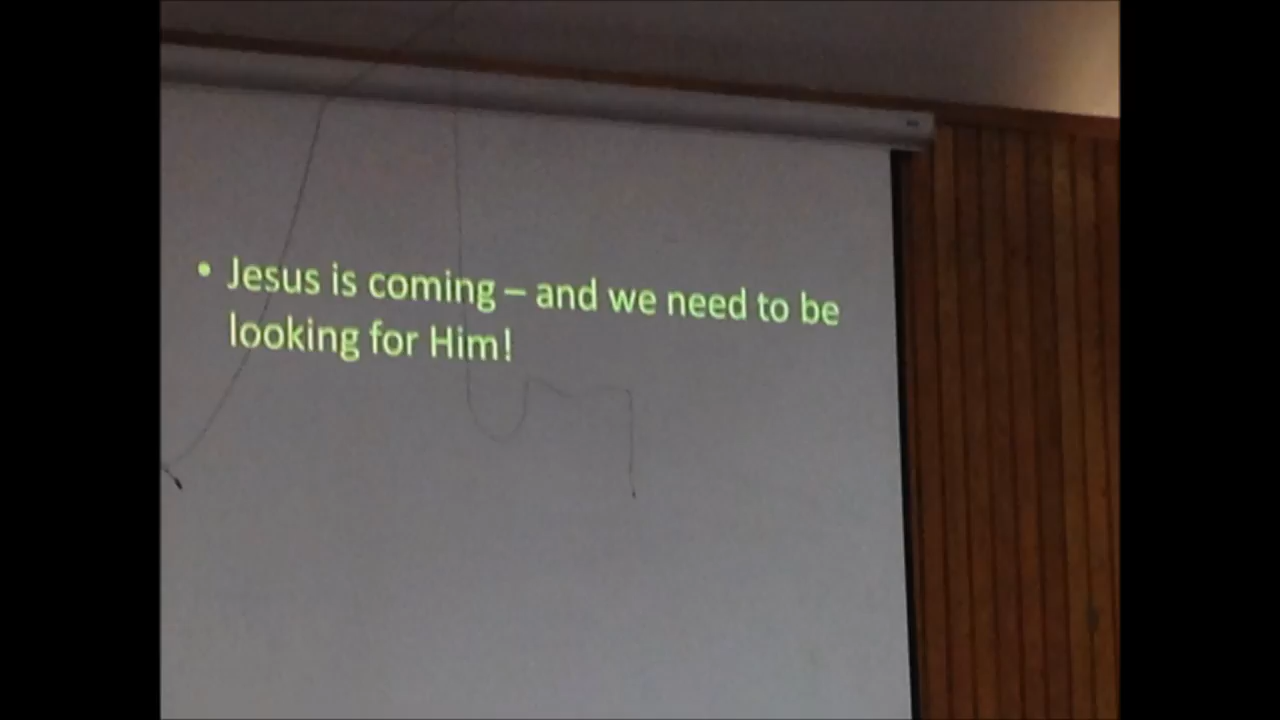 • Jesus is coming – and we need to be
looking for Him!